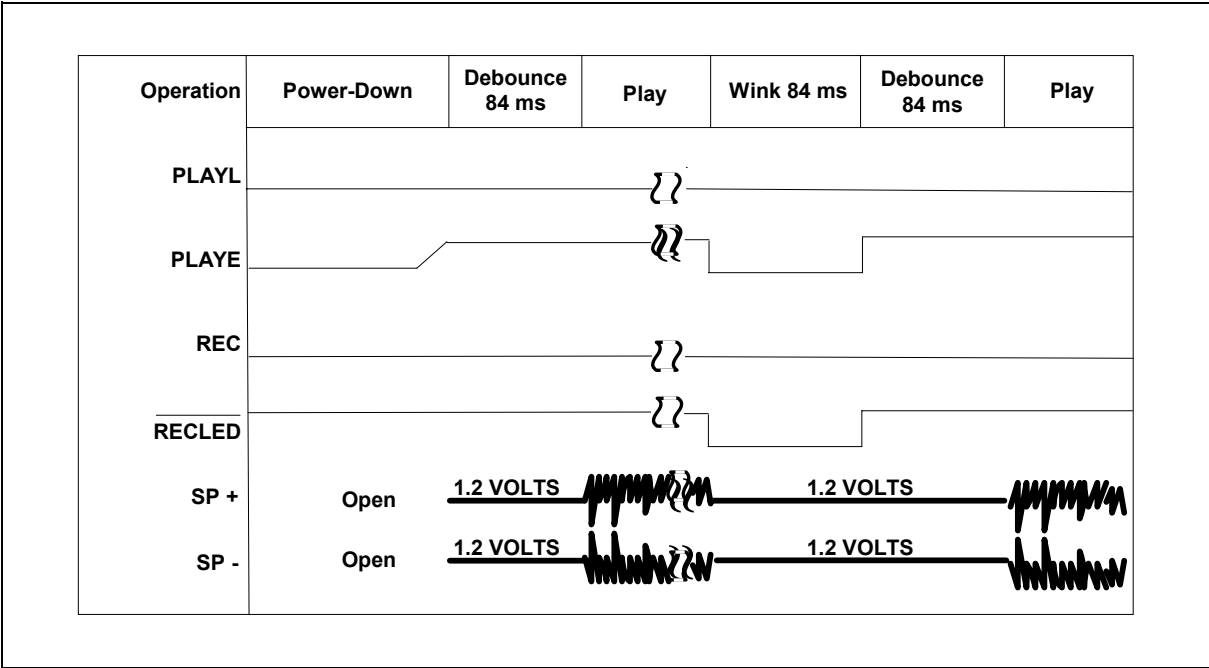 Operation Power-Down Debounce 84 ms Play Wink 84 ms Debounce 84 ms Play
PLAYL
PLAYE
REC
RECLED
SP + Open 1.2 VOLTS 1.2 VOLTS
SP - Open 1.2 VOLTS 1.2 VOLTS